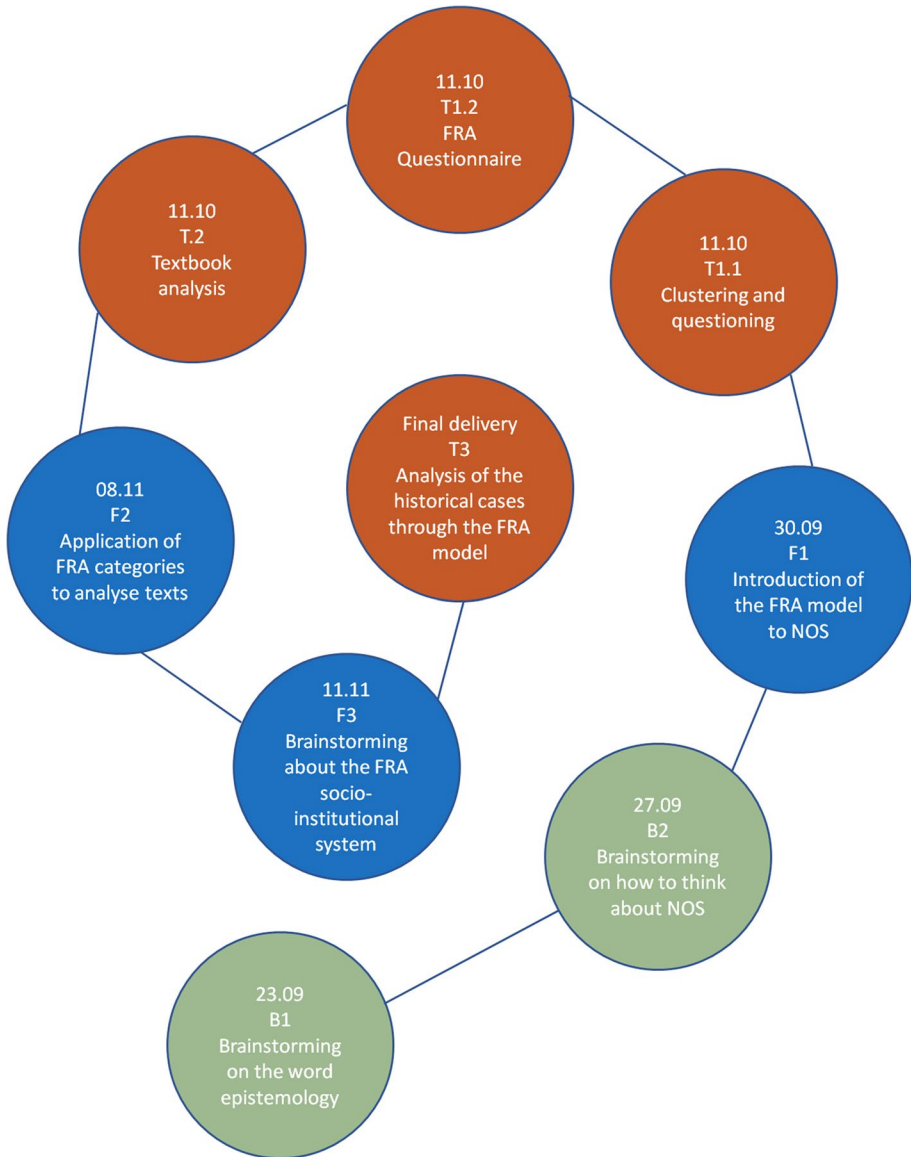 11.10
T1.2
FRA
Questionnaire
11.10
T.2
Textbook
analysis
11.10
T1.1
Clustering and
questioning
Final delivery
T3
Analysis of the
historical cases
through the FRA
model
08.11
F2
Application of
FRA categories
to analyse texts
30.09
F1
Introduction of
the FRA model
to NOS
11.11
F3
Brainstorming
about the FRA
socio-
institutional
system
27.09
B2
Brainstorming
on how to think
about NOS
23.09
B1
Brainstorming
on the word
epistemology